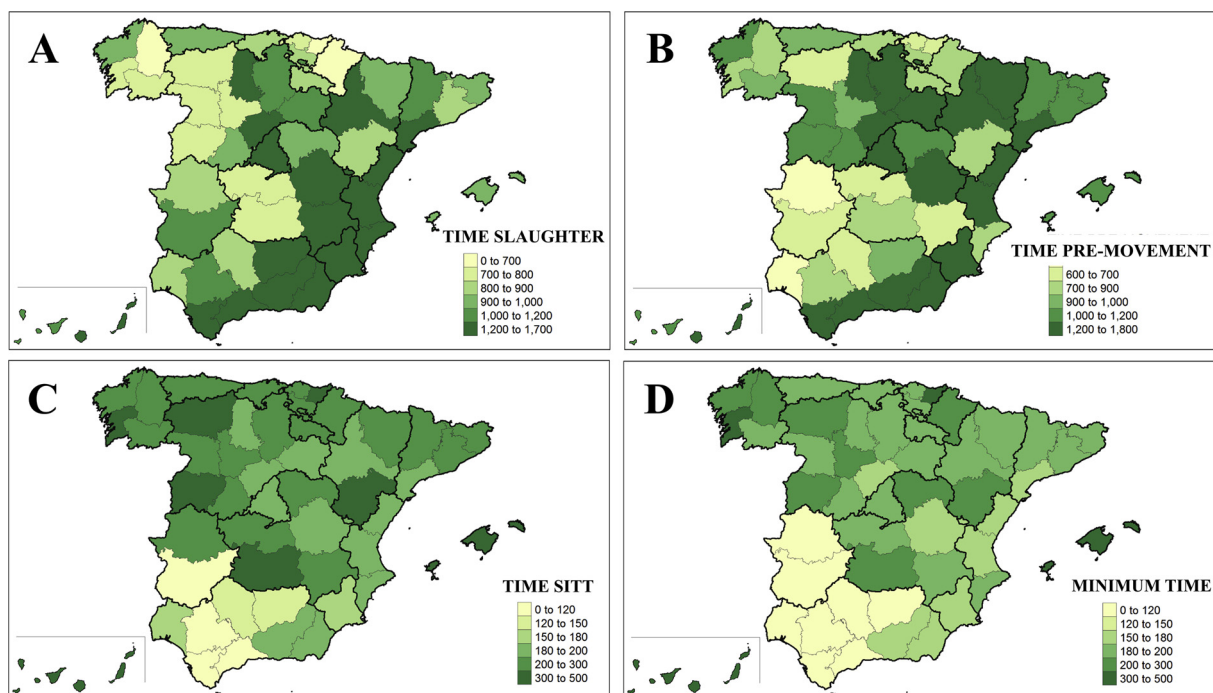 A
TIME SLAUGHTER
0 to 700
700 to 800
800 to 900
900 to 1,000
1,000 to 1,200
1,200 to 1,700
B
TIME PRE-MOVEMENT
600 to 700
700 to 900
900 to 1,000
1,000 to 1,200
1,200 to 1,800
C
TIME SITT
0 to 120
120 to 150
150 to 180
180 to 200
200 to 300
300 to 500
D
MINIMUM TIME
0 to 120
120 to 150
150 to 180
180 to 200
200 to 300
300 to 500